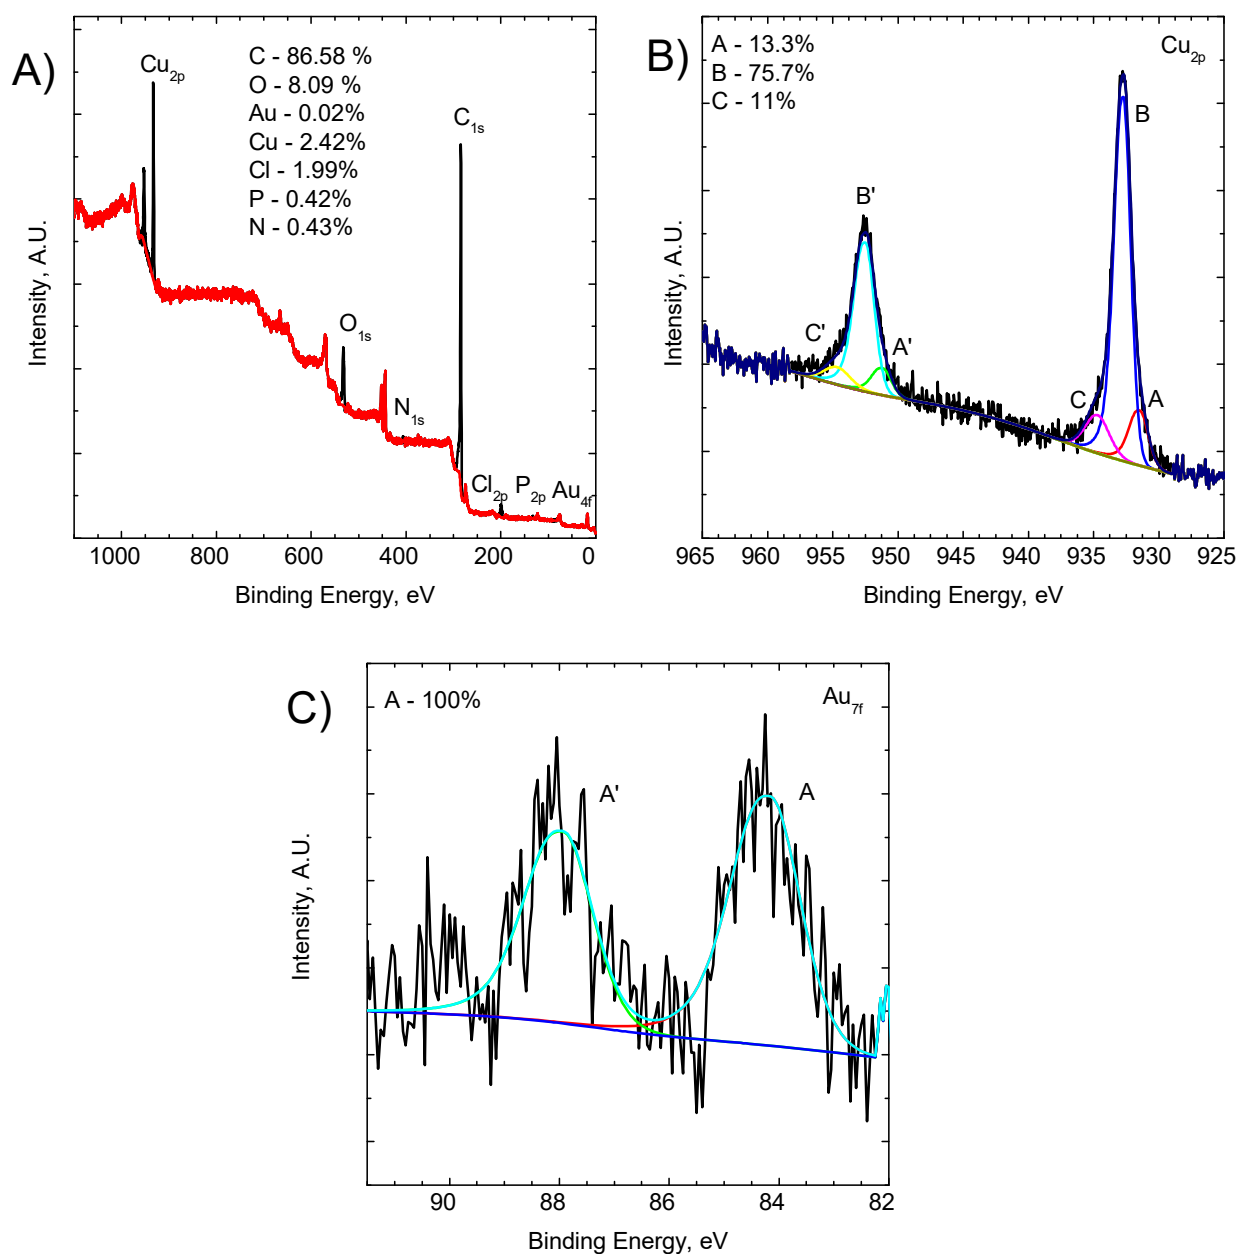 A)
Cu2p
C - 86.58 %
O - 8.09 %
Au - 0.02%
Cu - 2.42%
Cl - 1.99%
P - 0.42%
N - 0.43%
C1s
O1s
N1s
Cl2p P2p Au4f
Intensity, A.U.
1000 800 600 400 200 0
Binding Energy, eV
B)
A - 13.3%
B - 75.7%
C - 11%
Cu2p
B
B'
C'
A'
C
A
Intensity, A.U.
965 960 955 950 945 940 935 930 925
Binding Energy, eV
C)
A - 100%
Au7f
A'
A
Intensity, A.U.
90 88 86 84 82
Binding Energy, eV